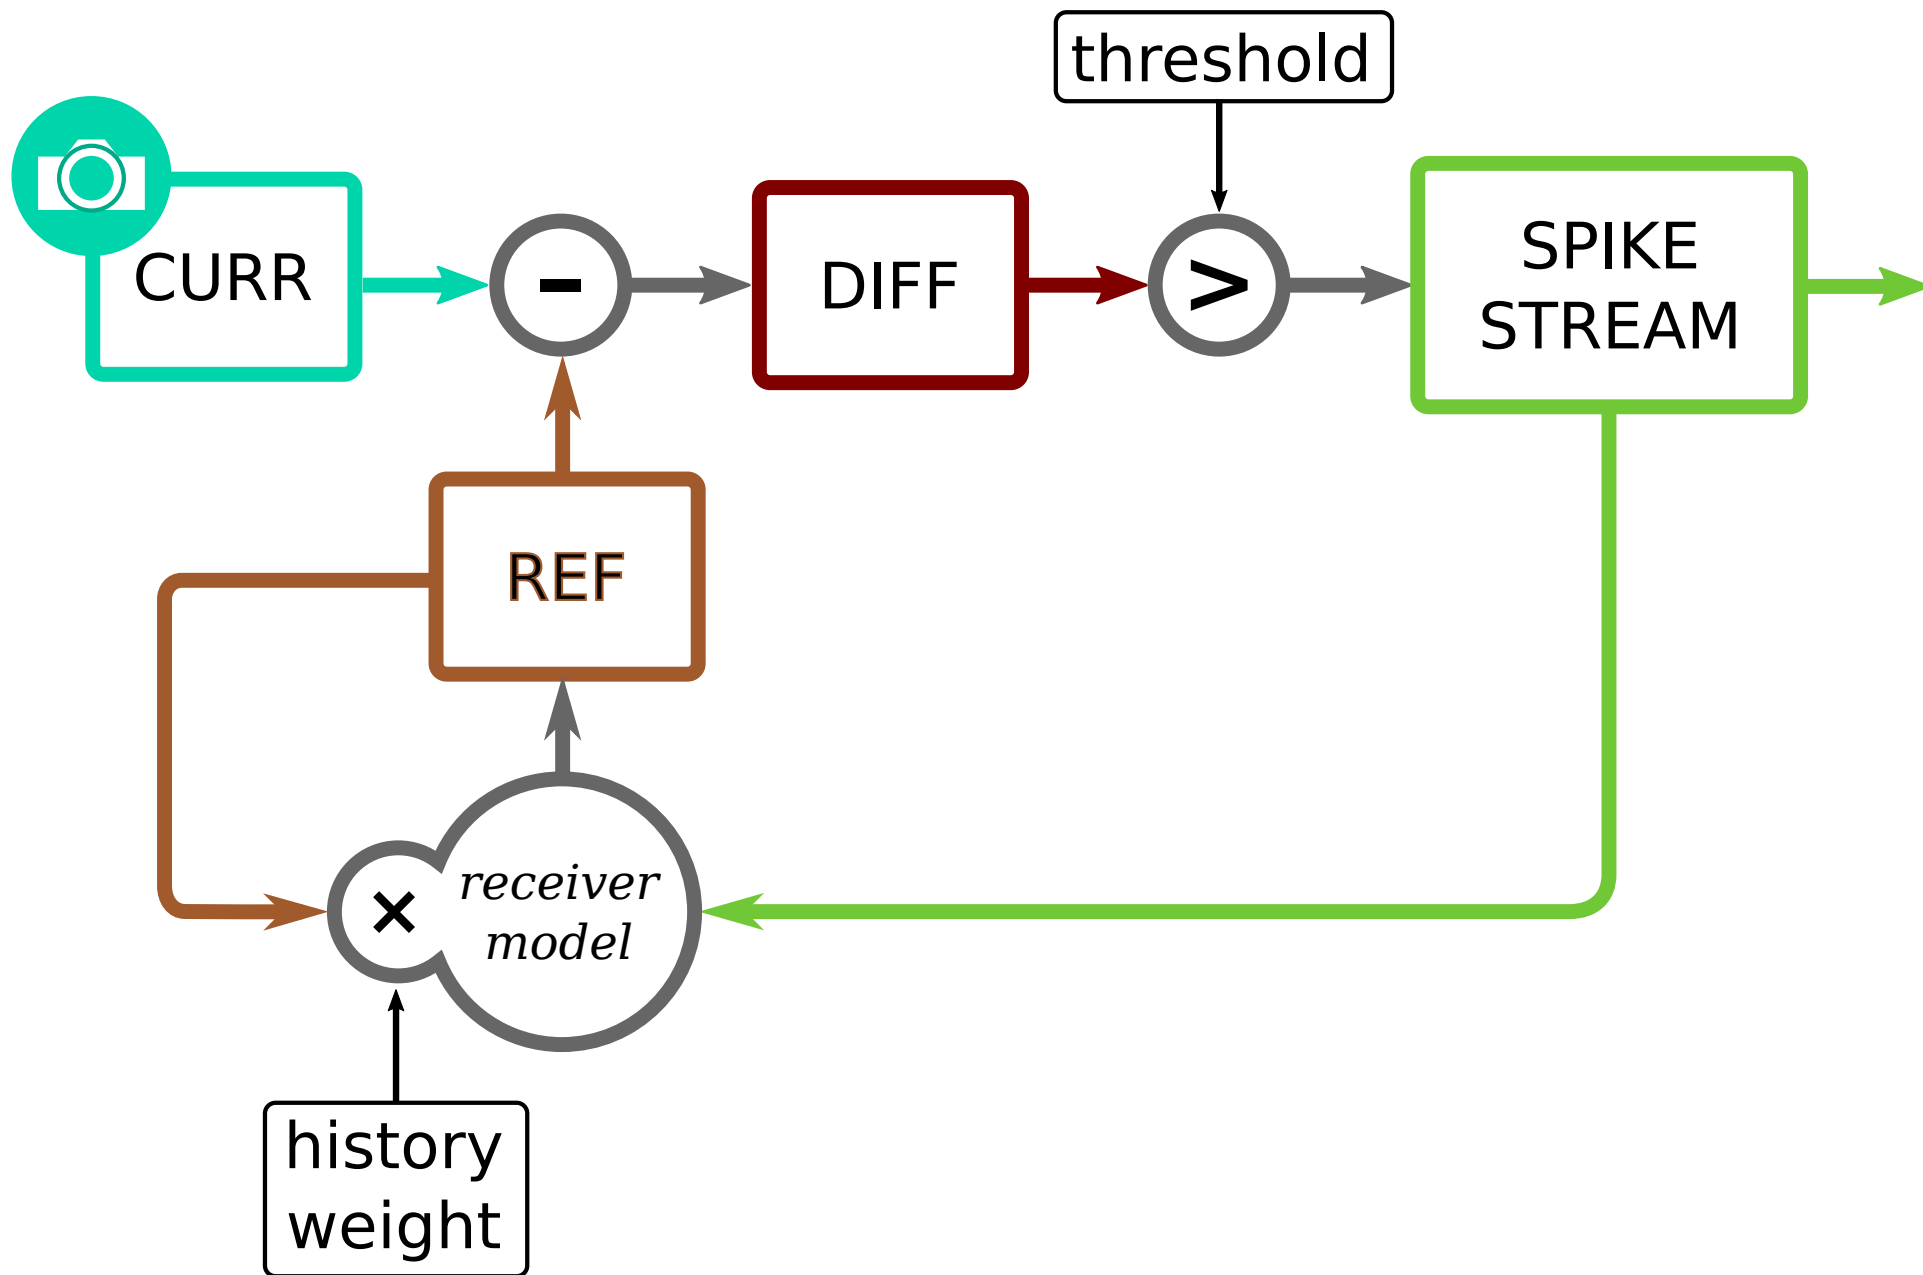 threshold
CURR
-
DIFF
>
SPIKE
STREAM
REF
×
receiver
model
history
weight